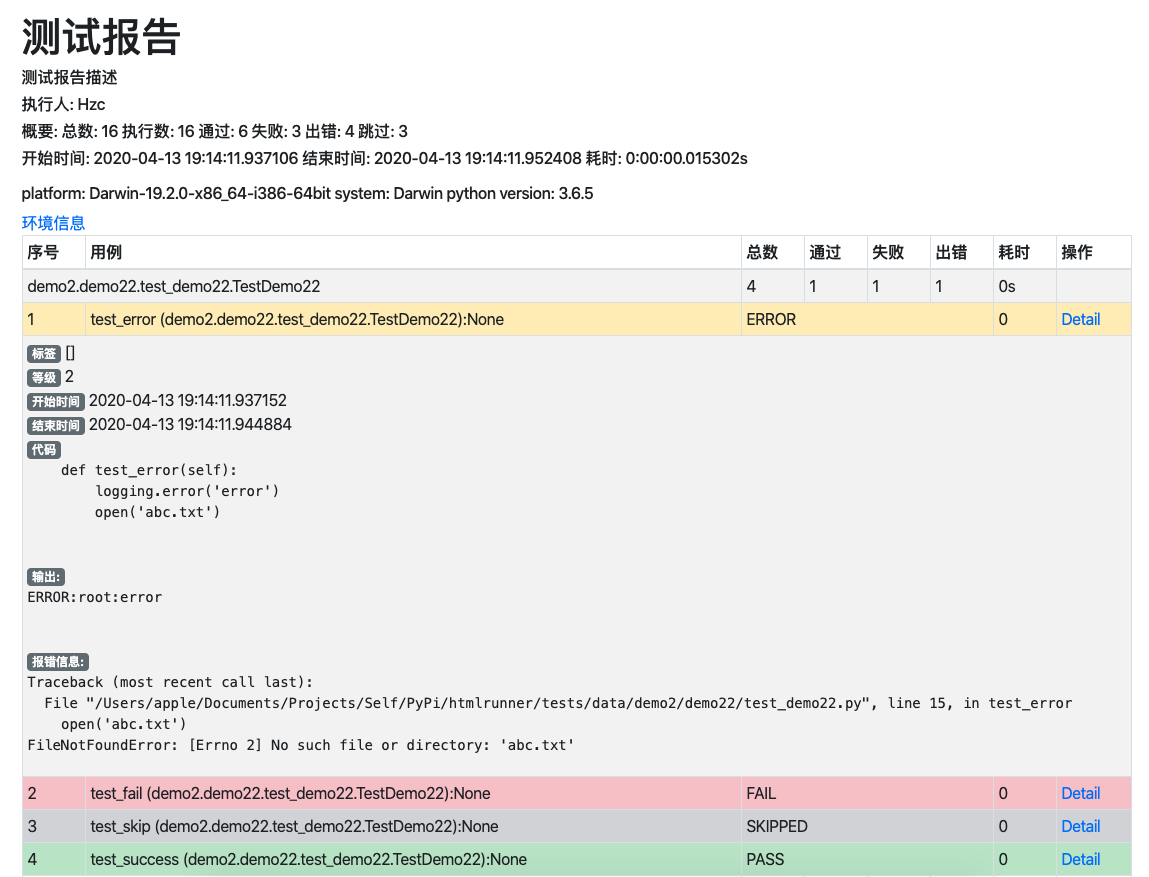 测试报告
测试报告描述
执行人: Hzc
概要: 总数: 16 执行数: 16 通过: 6 失败: 3 出错: 4 跳过: 3
开始时间: 2020-04-13 19:14:11.937106 结束时间: 2020-04-13 19:14:11.952408 耗时: 0:00:00.015302s
platform: Darwin-19.2.0-x86_64-i386-64bit system: Darwin python version: 3.6.5
环境信息
序号 用例 总数 通过 失败 出错 耗时 操作
demo2.demo22.test_demo22.TestDemo22 4 1 1 1 0s
1 test_error (demo2.demo22.test_demo22.TestDemo22):None ERROR 0 Detail
标签 []
等级 2
开始时间 2020-04-13 19:14:11.937152
结束时间 2020-04-13 19:14:11.944884
代码
    def test_error(self):
        logging.error('error')
        open('abc.txt')
输出:
ERROR:root:error
报错信息:
Traceback (most recent call last):
  File "/Users/apple/Documents/Projects/Self/PyPi/htmlrunner/tests/data/demo2/demo22/test_demo22.py", line 15, in test_error
    open('abc.txt')
FileNotFoundError: [Errno 2] No such file or directory: 'abc.txt'
2 test_fail (demo2.demo22.test_demo22.TestDemo22):None FAIL 0 Detail
3 test_skip (demo2.demo22.test_demo22.TestDemo22):None SKIPPED 0 Detail
4 test_success (demo2.demo22.test_demo22.TestDemo22):None PASS 0 Detail